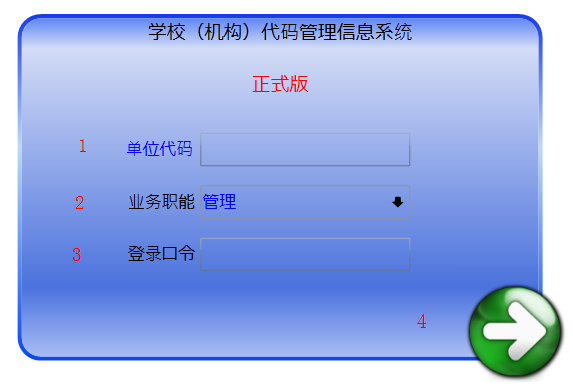 学校（机构）代码管理信息系统
正式版
1 单位代码
2 业务职能 管理
3 登录口令
4